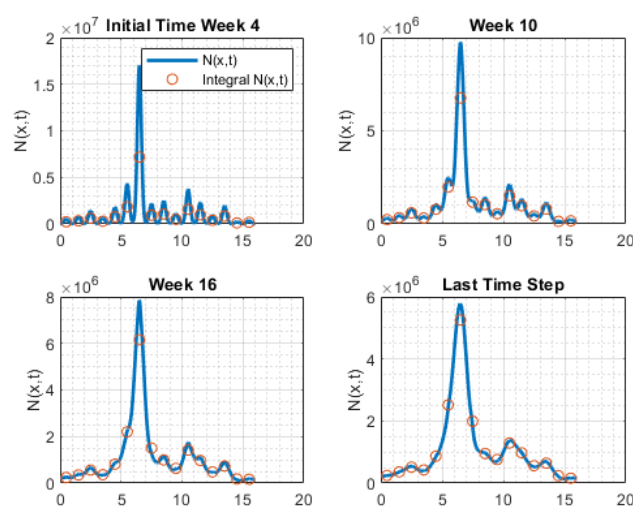 ×10^7
Initial Time Week 4
2
1.5
1
0.5
0
N(x,t)
0 5 10 15 20
N(x,t)
Integral N(x,t)
×10^6
Week 10
10
5
0
N(x,t)
0 5 10 15 20
×10^6
Week 16
8
6
4
2
0
N(x,t)
0 5 10 15 20
×10^6
Last Time Step
6
4
2
0
N(x,t)
0 5 10 15 20